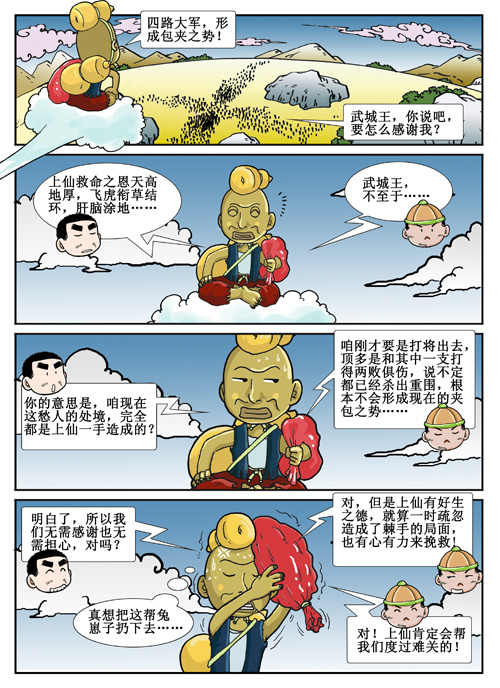 四路大军，形
成包夹之势！
武城王，你说吧，
要怎么感谢我？
上仙救命之恩天高
地厚，飞虎衔草结
环，肝脑涂地……
武城王，
不至于……
你的意思是，咱现在
这愁人的处境，完全
都是上仙一手造成的？
咱刚才要是打将出去，
顶多是和其中一支打
得两败俱伤，说不定
都已经杀出重围，根
本不会形成现在的夹
包之势……
明白了，所以我
们无需感谢也无
需担心，对吗？
对，但是上仙有好生
之德，就算一时疏忽
造成了棘手的局面，
也有心有力来挽救！
真想把这帮兔
崽子扔下去……
对！上仙肯定会帮
我们度过难关的！